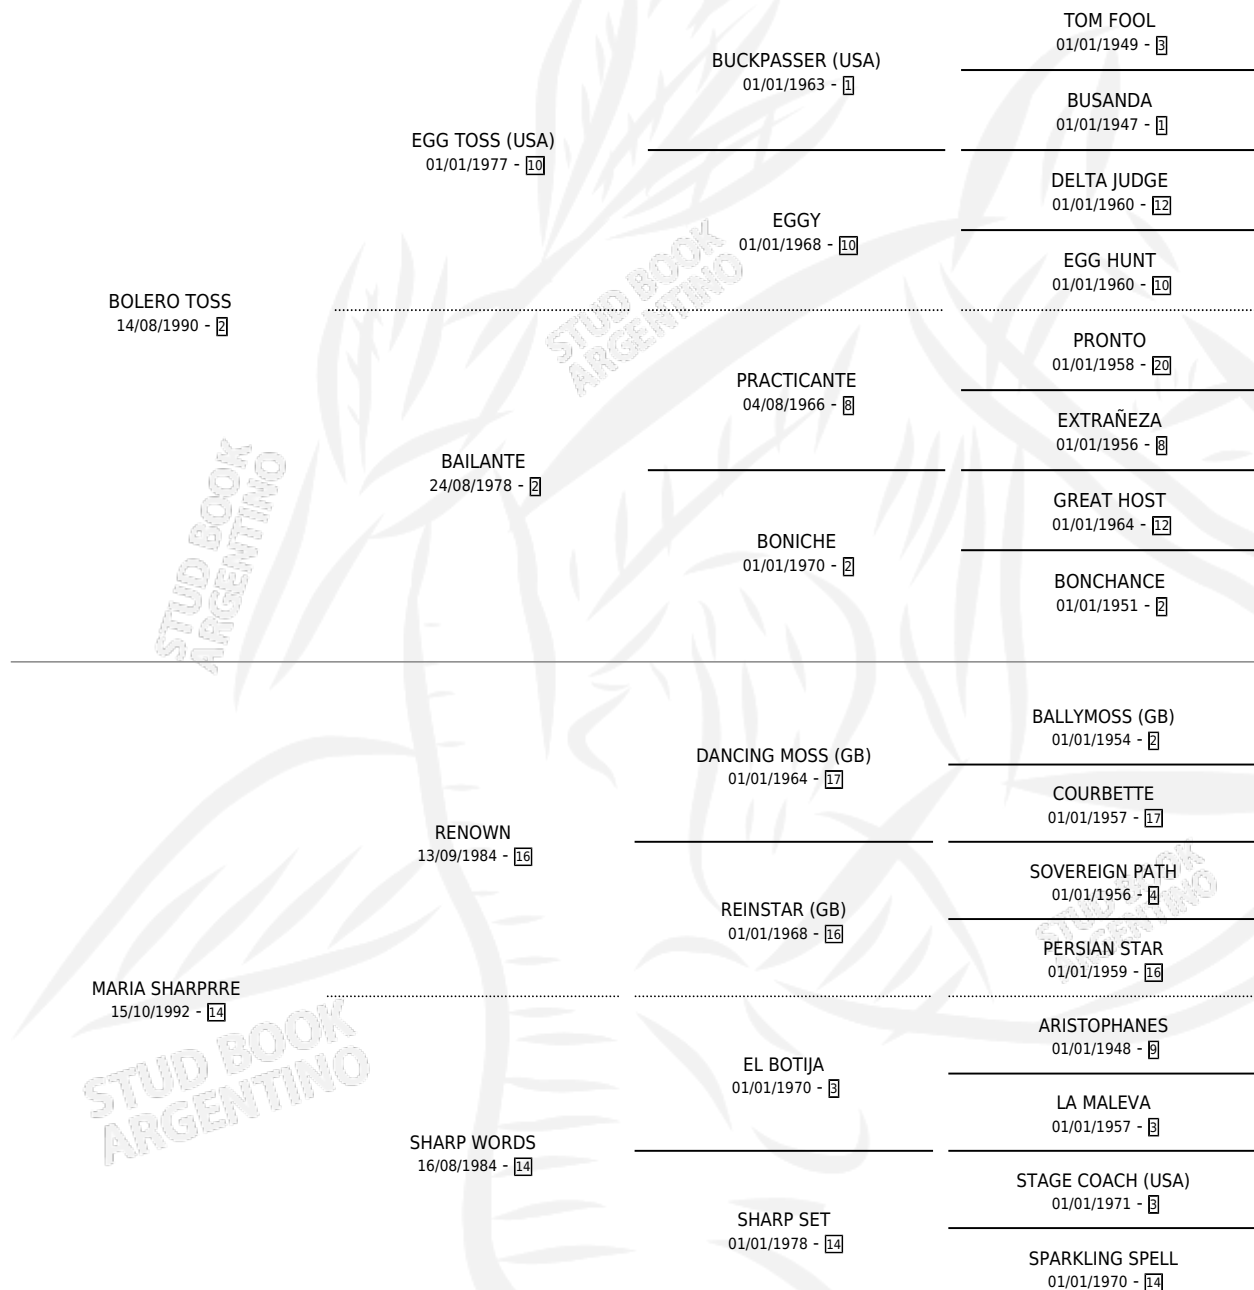 TOM FOOL
01/01/1949 - 3
BUCKPASSER (USA)
01/01/1963 - 1
BUSANDA
01/01/1947 - 1
EGG TOSS (USA)
01/01/1977 - 10
DELTA JUDGE
01/01/1960 - 12
EGGY
01/01/1968 - 10
EGG HUNT
01/01/1960 - 10
BOLERO TOSS
14/08/1990 - 2
STUD BOOK
ARGENTINO
PRONTO
01/01/1958 - 20
PRACTICANTE
04/08/1966 - 8
EXTRAÑEZA
01/01/1956 - 8
BAILANTE
24/08/1978 - 2
GREAT HOST
01/01/1964 - 12
BONICHE
01/01/1970 - 2
BONCHANCE
01/01/1951 - 2
STUD BOOK
ARGENTINO
BALLYMOSS (GB)
01/01/1954 - 2
DANCING MOSS (GB)
01/01/1964 - 17
COURBETTE
01/01/1957 - 17
RENOWN
13/09/1984 - 16
SOVEREIGN PATH
01/01/1956 - 4
REINSTAR (GB)
01/01/1968 - 16
STUD BOOK
ARGENTINO
PERSIAN STAR
01/01/1959 - 16
MARIA SHARPRRE
15/10/1992 - 14
STUD BOOK
ARGENTINO
ARISTOPHANES
01/01/1948 - 9
EL BOTIJA
01/01/1970 - 3
LA MALEVA
01/01/1957 - 3
SHARP WORDS
16/08/1984 - 14
STAGE COACH (USA)
01/01/1971 - 3
SHARP SET
01/01/1978 - 14
SPARKLING SPELL
01/01/1970 - 14